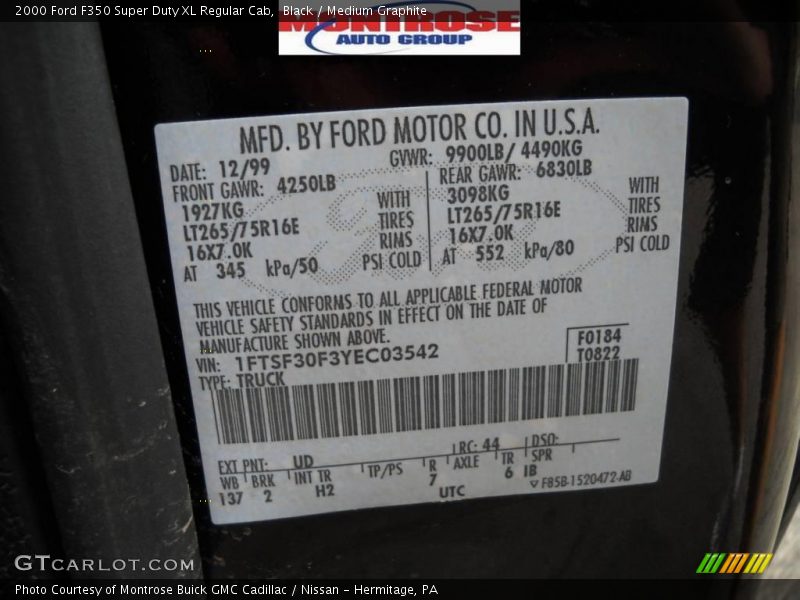 2000 Ford F350 Super Duty XL Regular Cab, Black / Medium Graphite
MONTROSE
AUTO GROUP
MFD. BY FORD MOTOR CO. IN U.S.A.
DATE: 12/99 GVWR: 9900LB/ 4490KG
FRONT GAWR: 4250LB REAR GAWR: 6830LB
1927KG WITH 3098KG WITH
LT265/75R16E TIRES LT265/75R16E TIRES
16X7.0K RIMS 16X7.0K RIMS
AT 345 kPa/50 PSI COLD AT 552 kPa/80 PSI COLD
THIS VEHICLE CONFORMS TO ALL APPLICABLE FEDERAL MOTOR
VEHICLE SAFETY STANDARDS IN EFFECT ON THE DATE OF
MANUFACTURE SHOWN ABOVE.
VIN: 1FTSF30F3YEC03542 F0184
TYPE: TRUCK T0822
EXT PNT: UD RC: 44 DSO:
WB BRK INT TR TP/PS R AXLE TR SPR
137 2 H2 7 6 IB
UTC F85B-1520472-AB
GTCARLOT.COM
Photo Courtesy of Montrose Buick GMC Cadillac / Nissan - Hermitage, PA